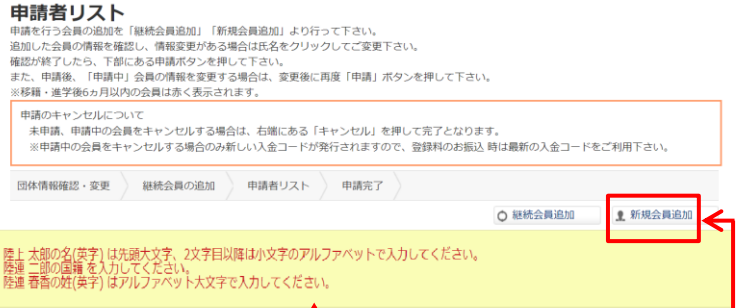 申請者リスト
申請を行う会員の追加を「継続会員追加」「新規会員追加」より行って下さい。
追加した会員の情報を確認し、情報変更がある場合は氏名をクリックしてご変更下さい。
確認が終了したら、下部にある申請ボタンを押して下さい。
また、申請後、「申請中」会員の情報を変更する場合は、変更後に再度「申請」ボタンを押して下さい。
※移籍・進学後6ヵ月以内の会員は赤く表示されます。
申請のキャンセルについて
未申請、申請中の会員をキャンセルする場合は、右端にある「キャンセル」を押して完了となります。
※申請中の会員をキャンセルする場合のみ新しい入金コードが発行されますので、登録料のお振込 時は最新の入金コードをご利用下さい。
団体情報確認・変更 継続会員の追加 申請者リスト 申請完了
継続会員追加 新規会員追加
陸上 太郎の名(英字) は先頭大文字、2文字目以降は小文字のアルファベットで入力してください。
陸連 二郎の国籍 を入力してください。
陸連 春香の姓(英字) はアルファベット大文字で入力してください。